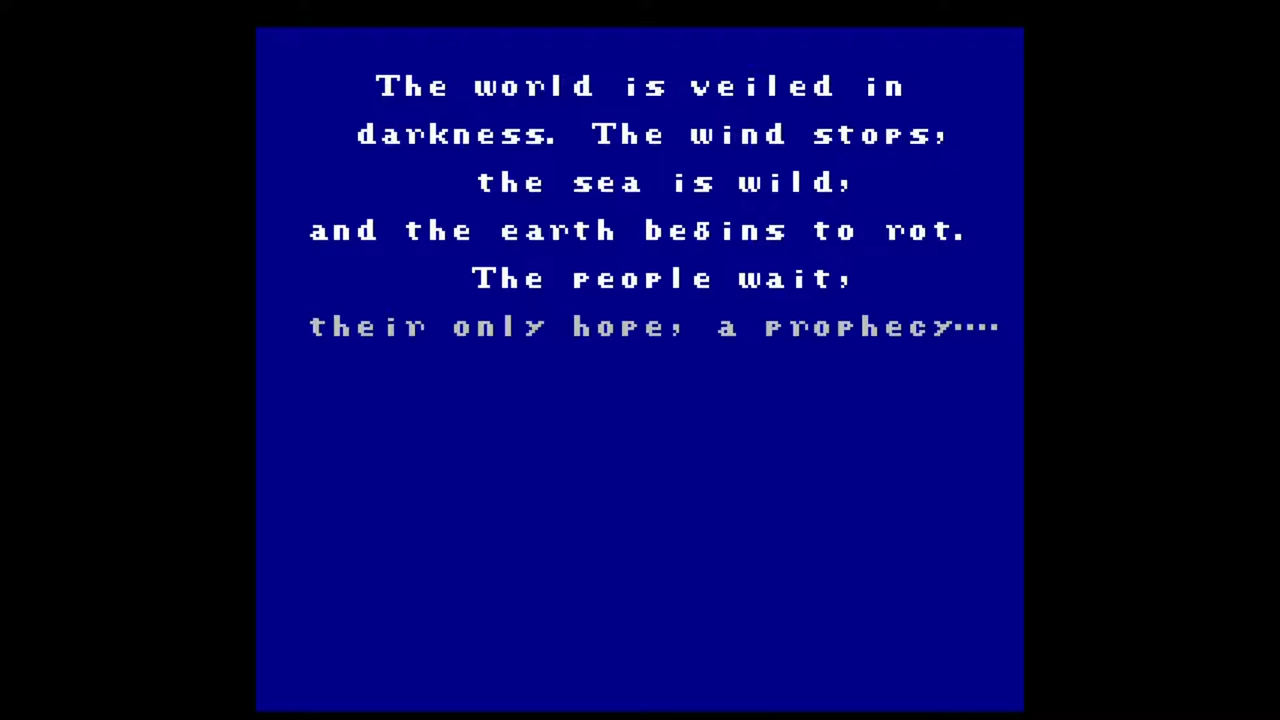 The world is veiled in
darkness. The wind stops,
the sea is wild,
and the earth begins to rot.
The people wait,
their only hope, a prophecy....